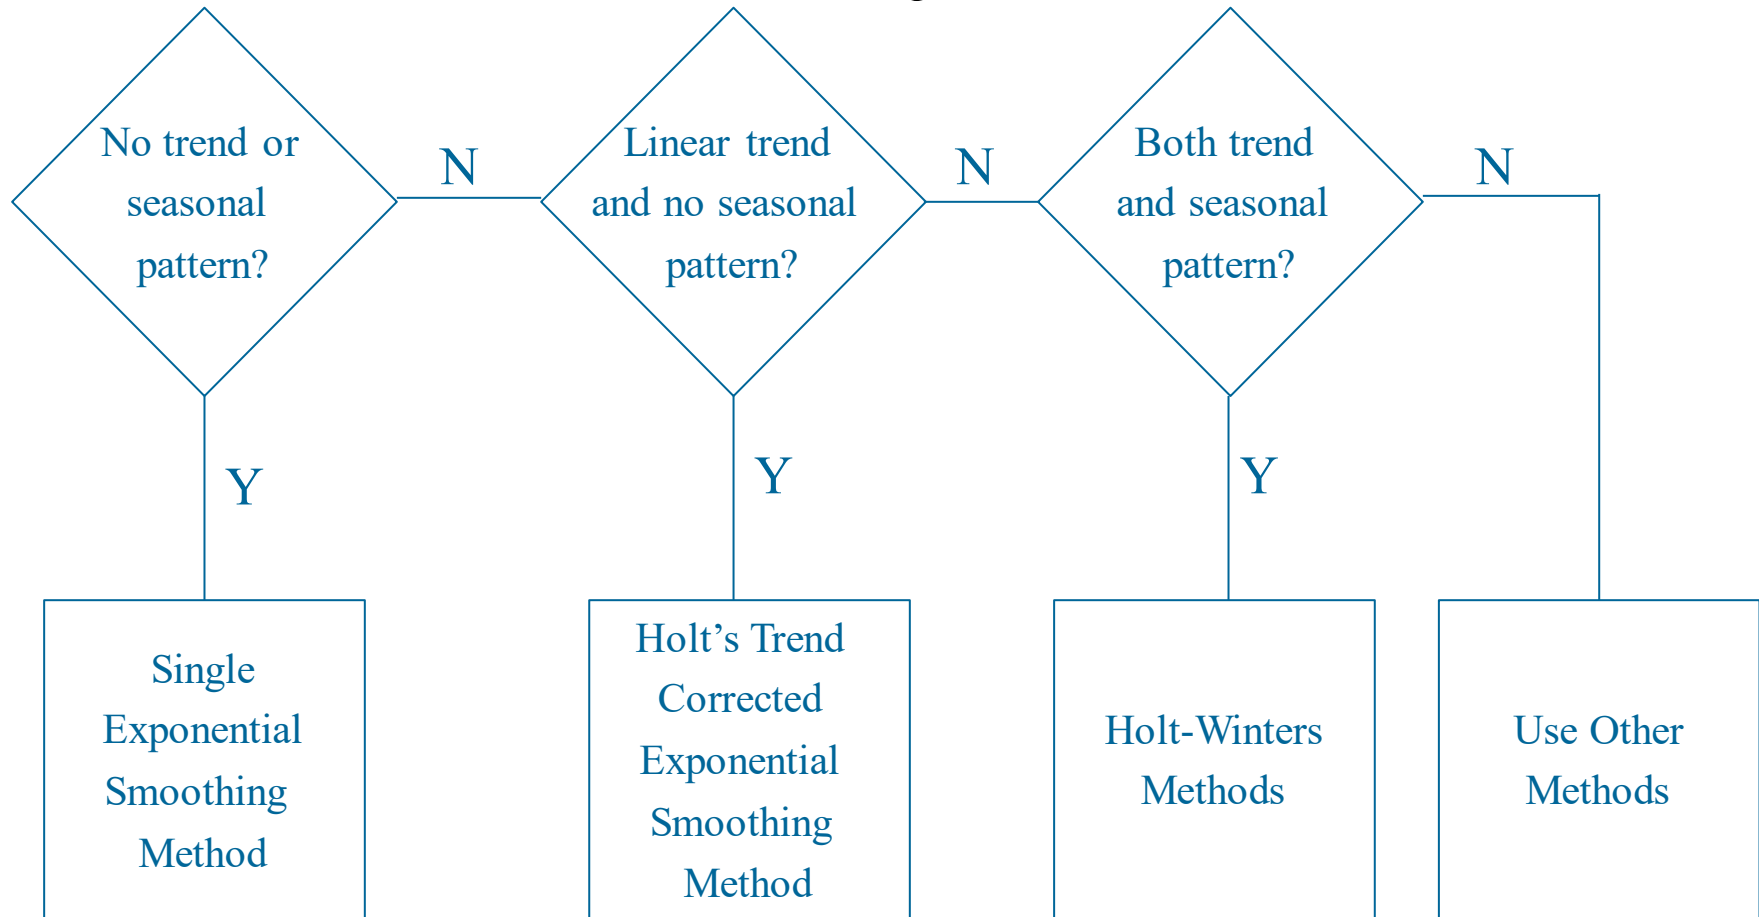 No trend or
seasonal
pattern?
N
Linear trend
and no seasonal
pattern?
N
Both trend
and seasonal
pattern?
N
Y
Y
Y
Single
Exponential
Smoothing
Method
Holt’s Trend
Corrected
Exponential
Smoothing
Method
Holt-Winters
Methods
Use Other
Methods